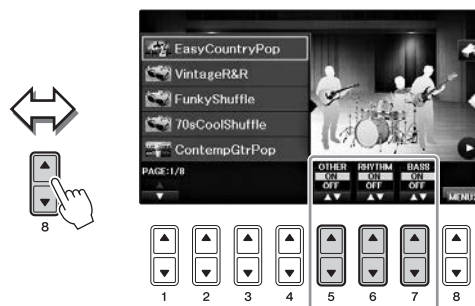 EasyCountryPop
VintageR&R
FunkyShuffle
70sCoolShuffle
ContempGtrPop
PAGE:1/8
OTHER RHYTHM BASS
ON ON ON
OFF OFF OFF
MENU
8
1 2 3 4 5 6 7 8